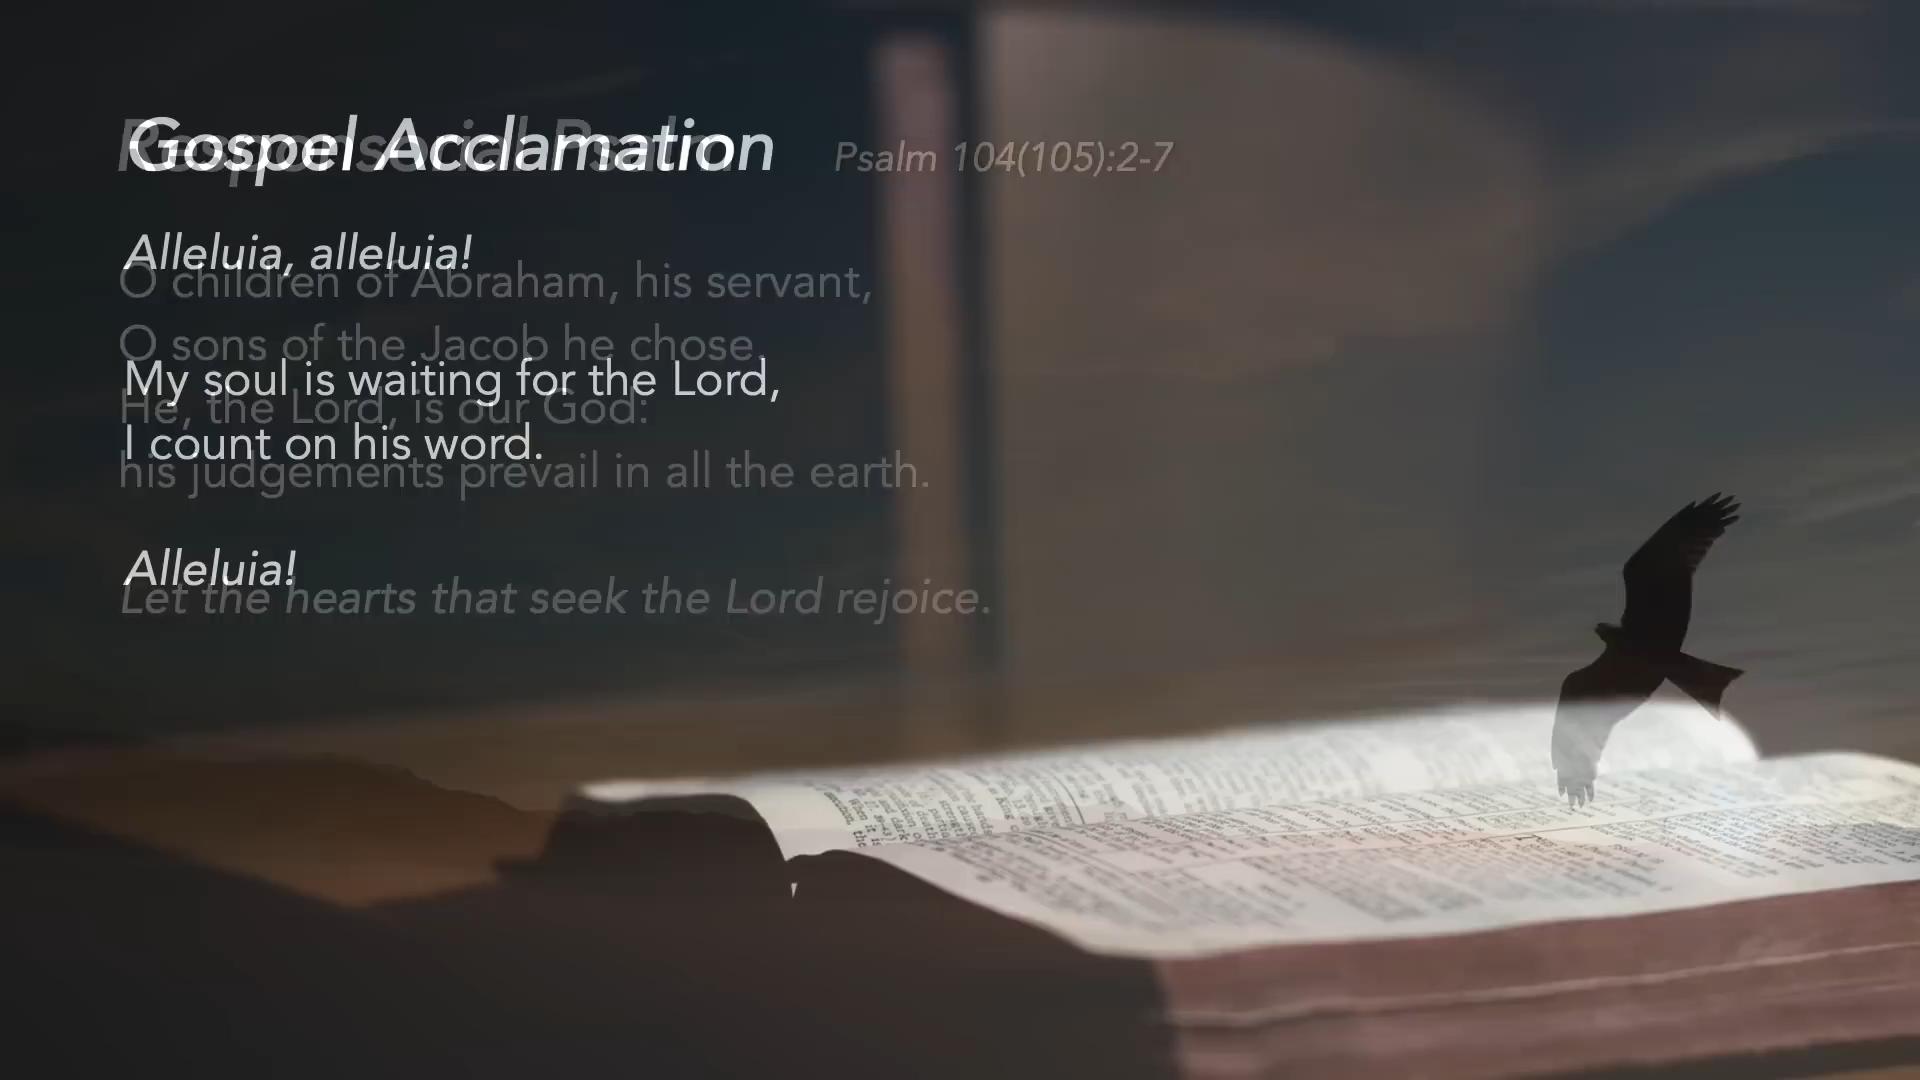 Gospel Acclamation
Alleluia, alleluia!
My soul is waiting for the Lord,
I count on his word.
Alleluia!
Responsorial Psalm Psalm 104(105):2-7
O children of Abraham, his servant,
O sons of the Jacob he chose.
He, the Lord, is our God:
his judgements prevail in all the earth.
Let the hearts that seek the Lord rejoice.